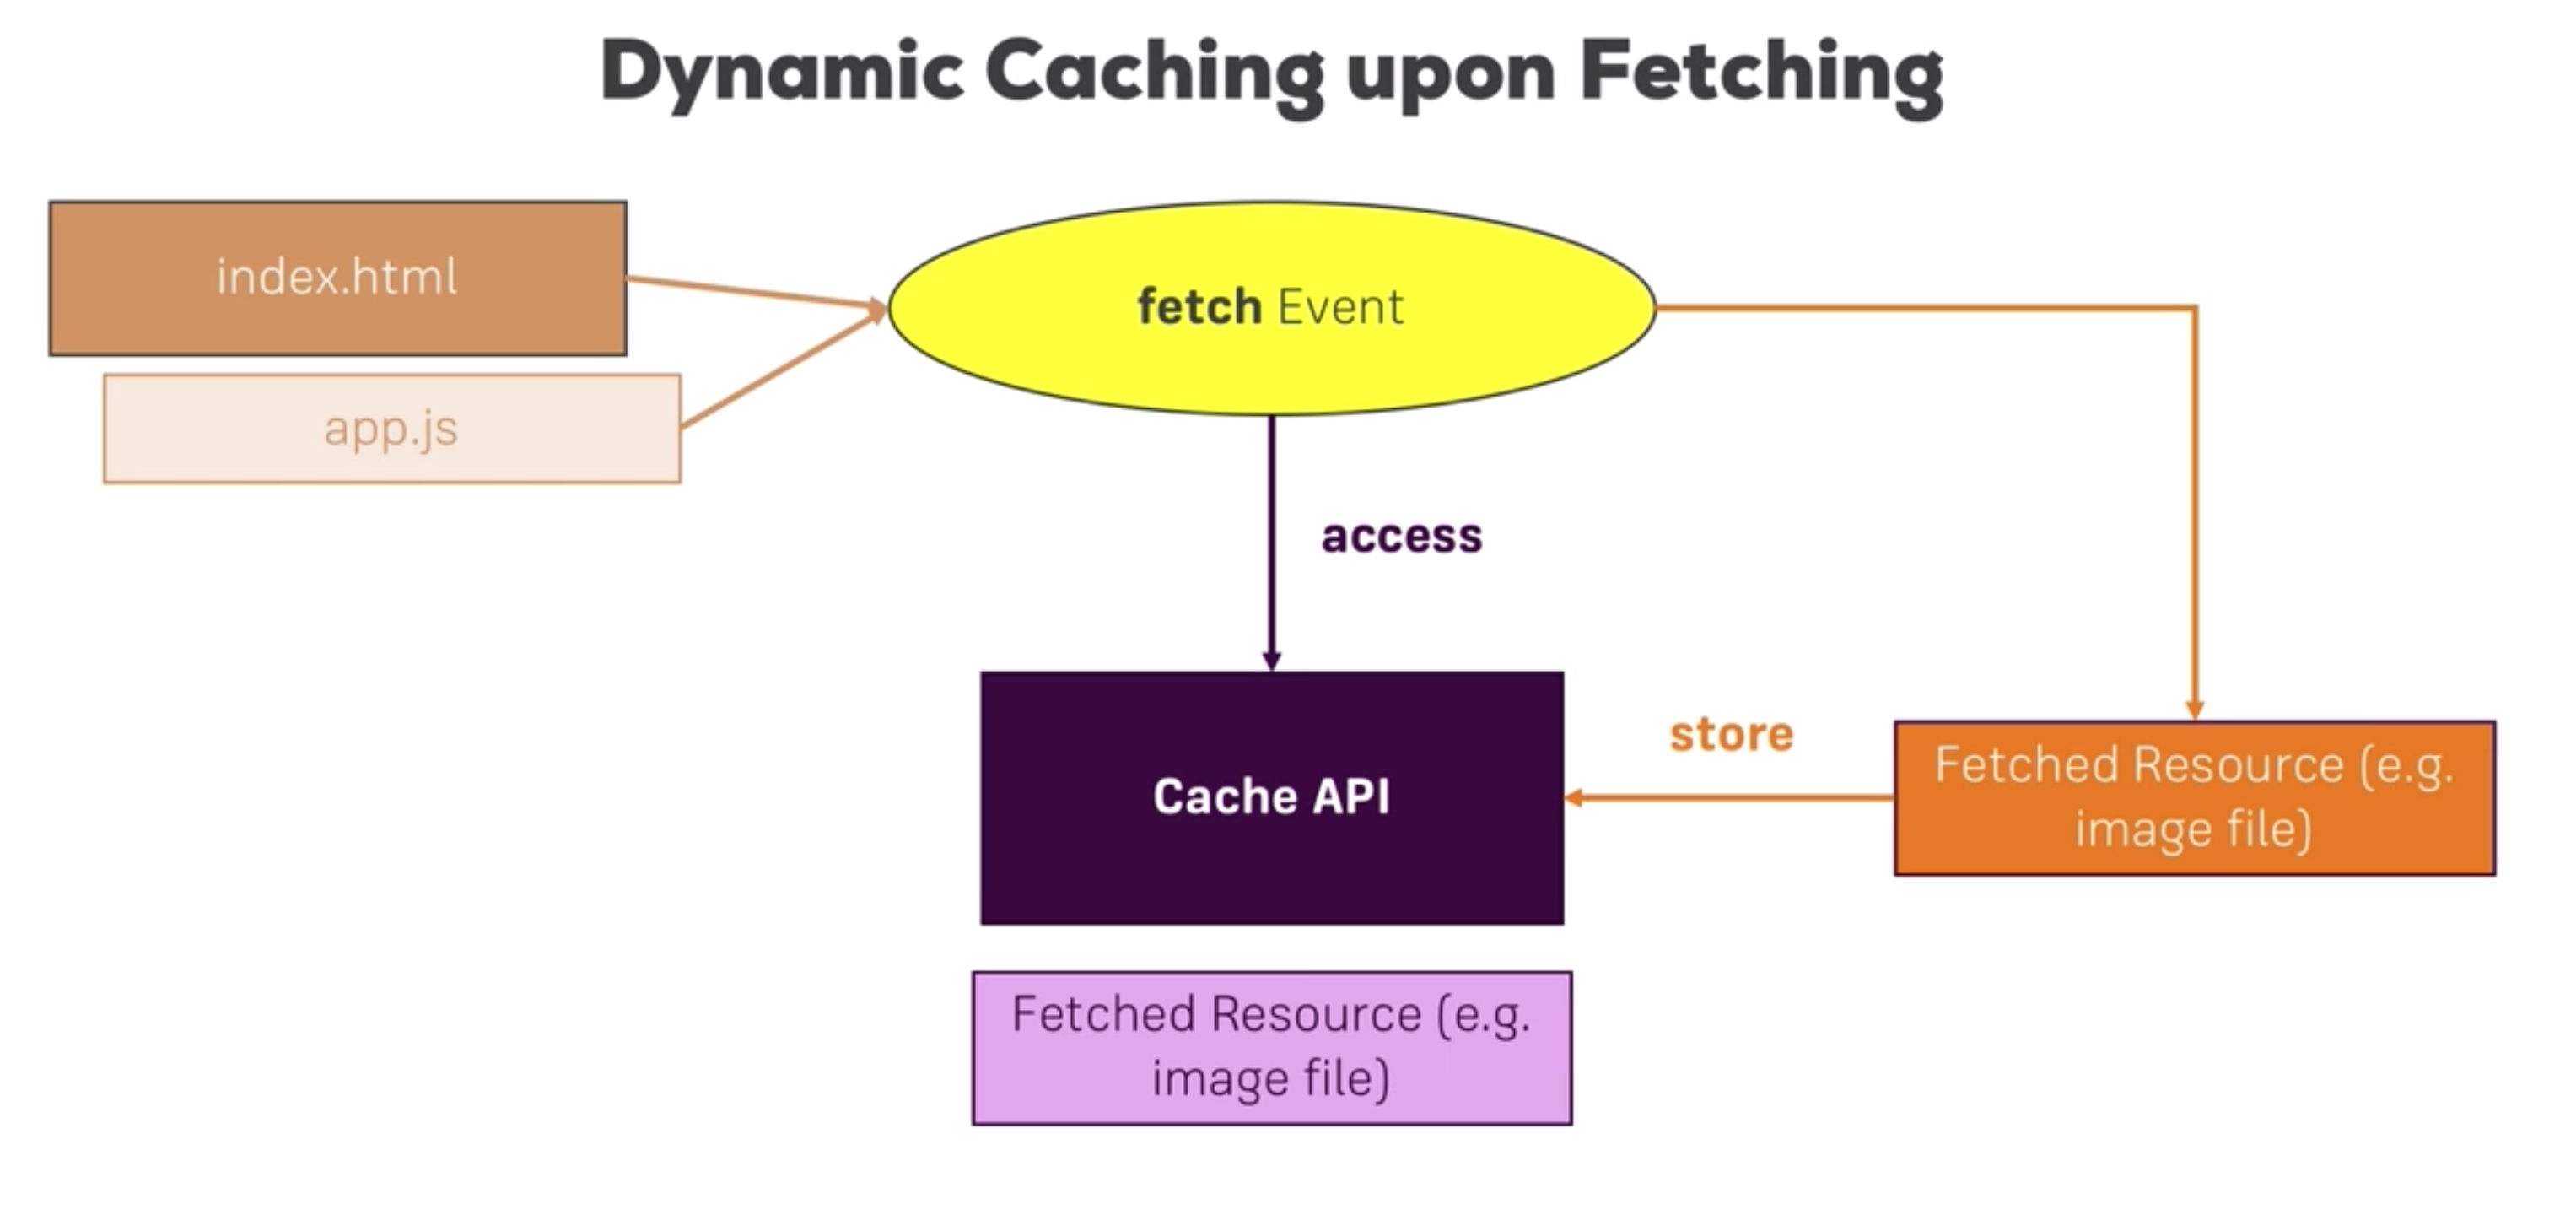 Dynamic Caching upon Fetching
index.html
fetch Event
app.js
access
store
Cache API
Fetched Resource (e.g.
image file)
Fetched Resource (e.g.
image file)